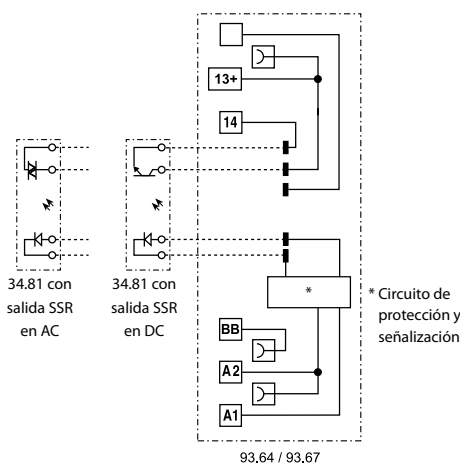 13+
14
34.81 con
salida SSR
en AC
34.81 con
salida SSR
en DC
*
* Circuito de
protección y
señalización
BB
A2
A1
93.64 / 93.67